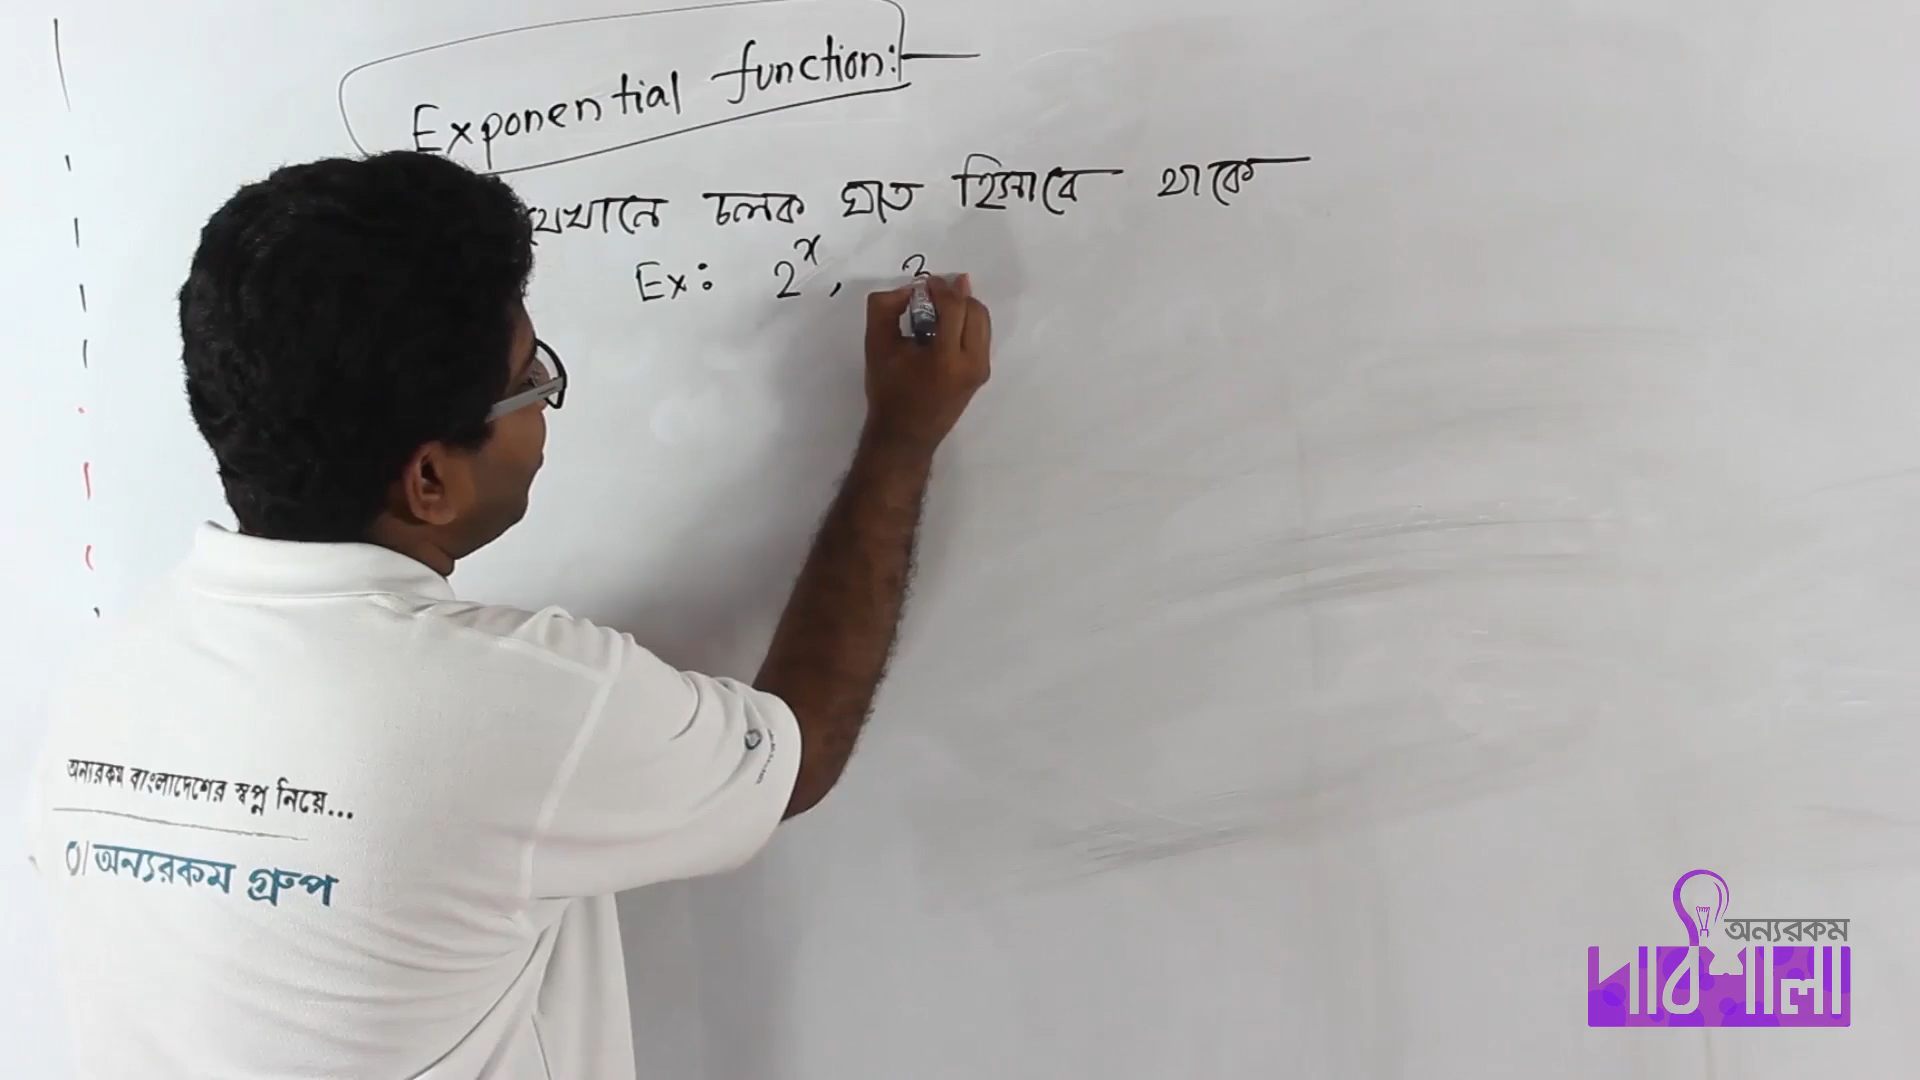 Exponential function:
যেখানে চলক ঘাত হিসাবে থাকে
Ex: 2ˣ, 3
অন্যরকম বাংলাদেশের স্বপ্ন নিয়ে...
অন্যরকম গ্রুপ
অন্যরকম
পাঠশালা